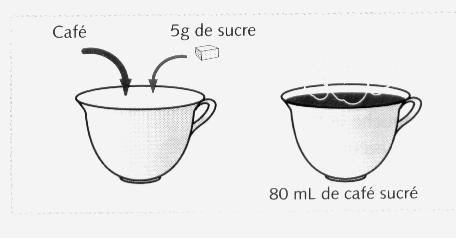 Café
5g de sucre
80 mL de café sucré